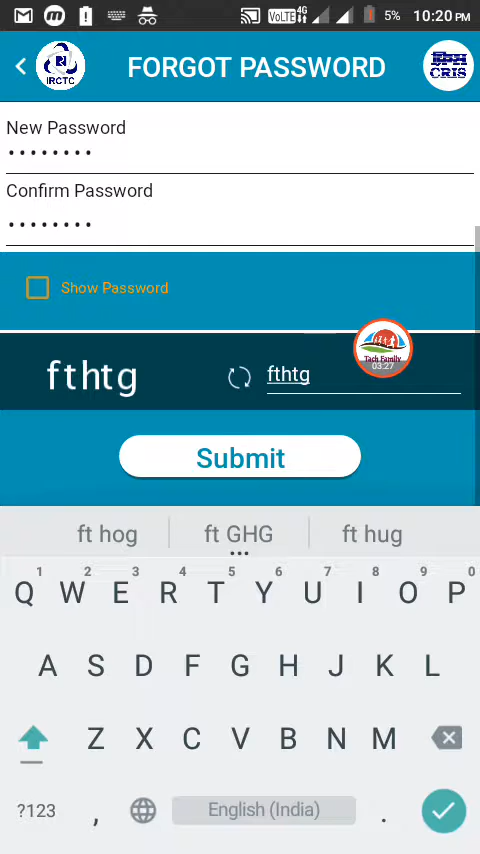 VoLTE 4G 5% 10:20 PM
IRCTC
FORGOT PASSWORD
CRIS
New Password
••••••••
Confirm Password
••••••••
Show Password
fthtg
fthtg
Tach Family
03:27
Submit
ft hog ft GHG ft hug
1 2 3 4 5 6 7 8 9 0
Q W E R T Y U I O P
A S D F G H J K L
Z X C V B N M
?123 , English (India) .